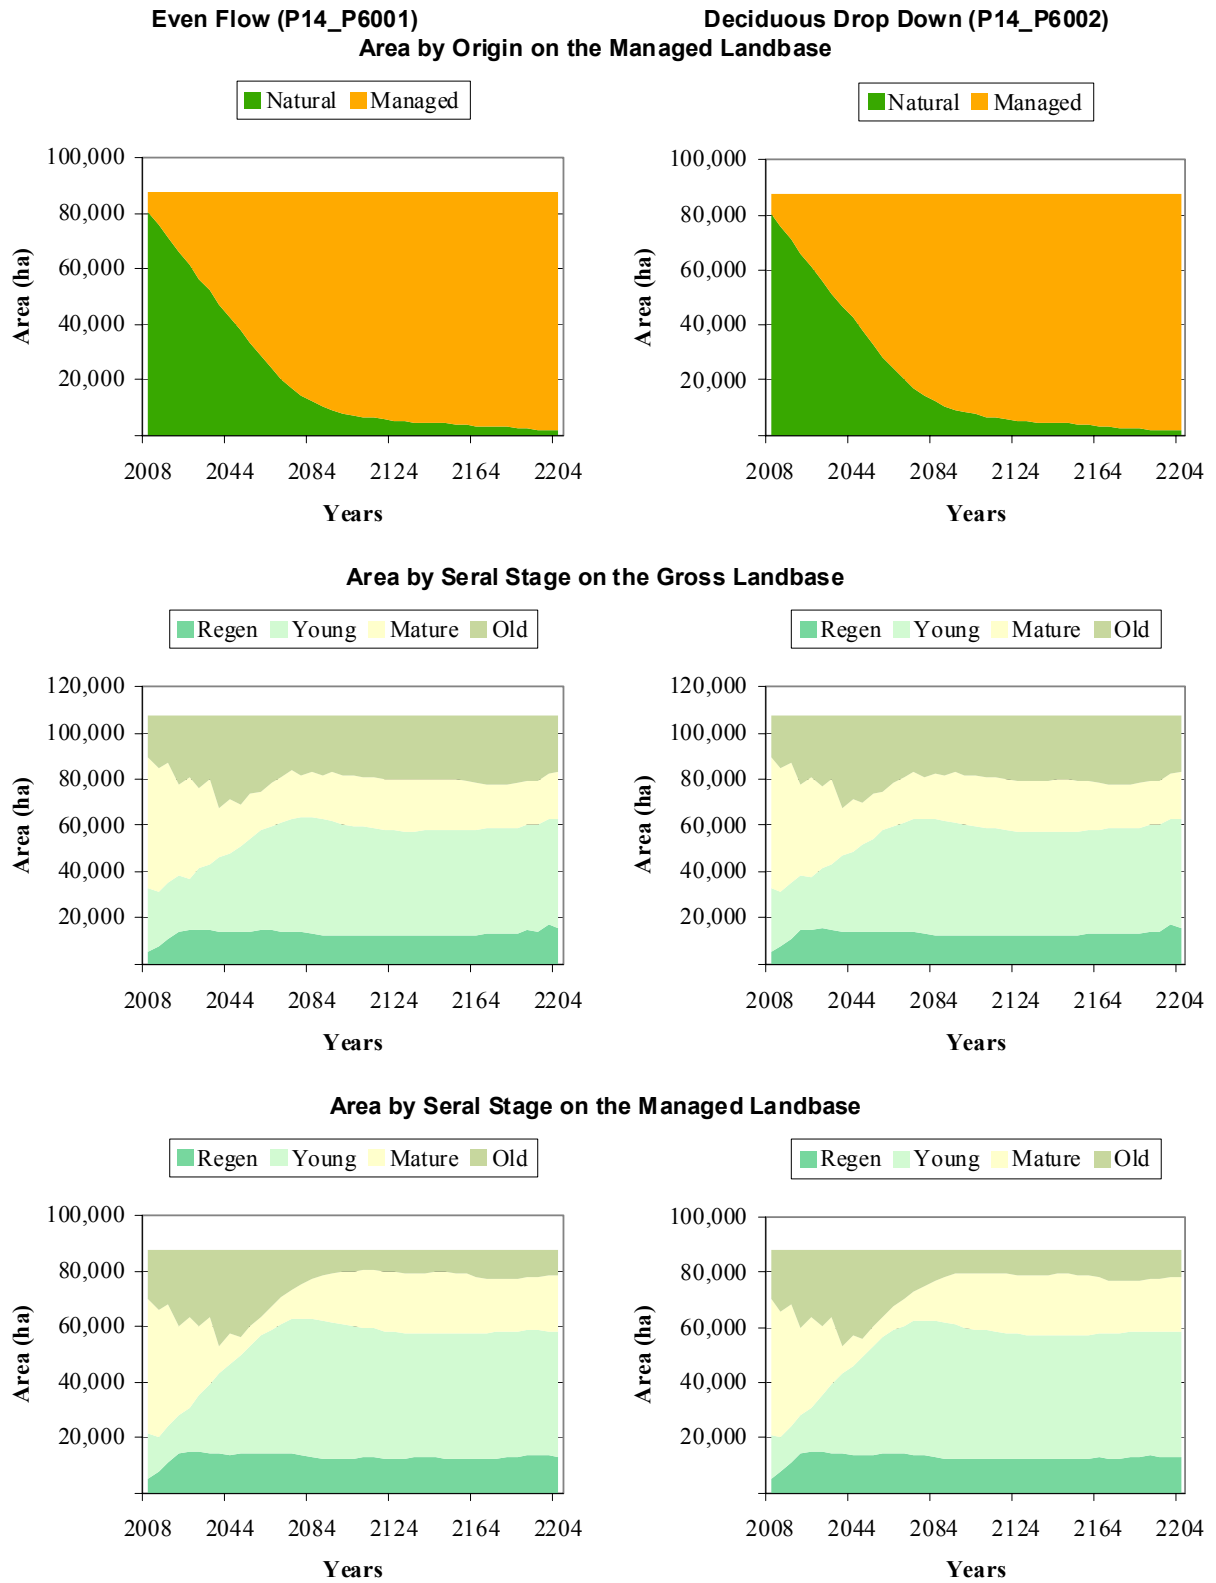 Even Flow (P14_P6001) Deciduous Drop Down (P14_P6002)
Area by Origin on the Managed Landbase
Natural Managed
Natural Managed
100,000
80,000
60,000
40,000
20,000
Area (ha)
2008 2044 2084 2124 2164 2204
Years
100,000
80,000
60,000
40,000
20,000
Area (ha)
2008 2044 2084 2124 2164 2204
Years
Area by Seral Stage on the Gross Landbase
Regen Young Mature Old
Regen Young Mature Old
120,000
100,000
80,000
60,000
40,000
20,000
Area (ha)
2008 2044 2084 2124 2164 2204
Years
120,000
100,000
80,000
60,000
40,000
20,000
Area (ha)
2008 2044 2084 2124 2164 2204
Years
Area by Seral Stage on the Managed Landbase
Regen Young Mature Old
Regen Young Mature Old
100,000
80,000
60,000
40,000
20,000
Area (ha)
2008 2044 2084 2124 2164 2204
Years
100,000
80,000
60,000
40,000
20,000
Area (ha)
2008 2044 2084 2124 2164 2204
Years